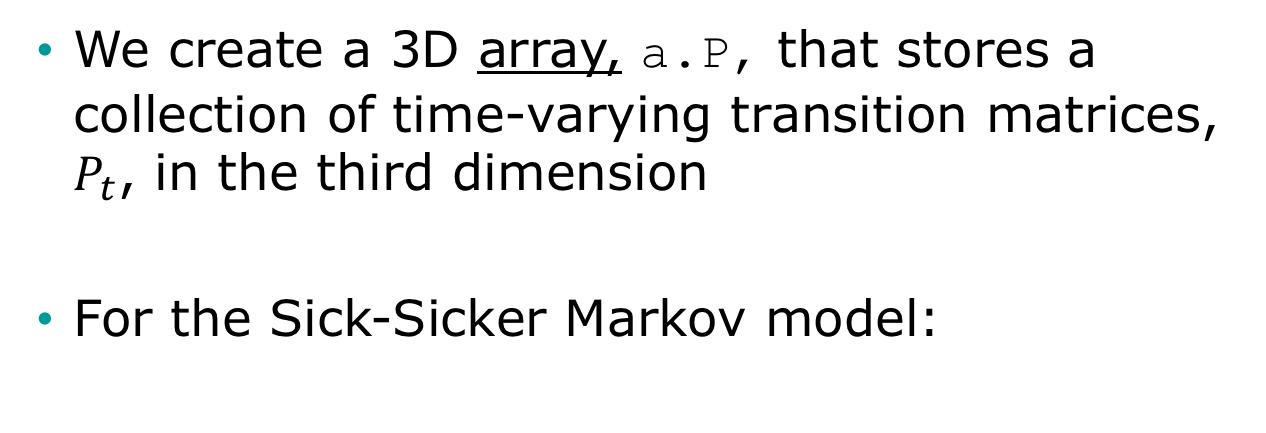 • We create a 3D array, a.P, that stores a
collection of time-varying transition matrices,
Pₜ, in the third dimension
• For the Sick-Sicker Markov model: